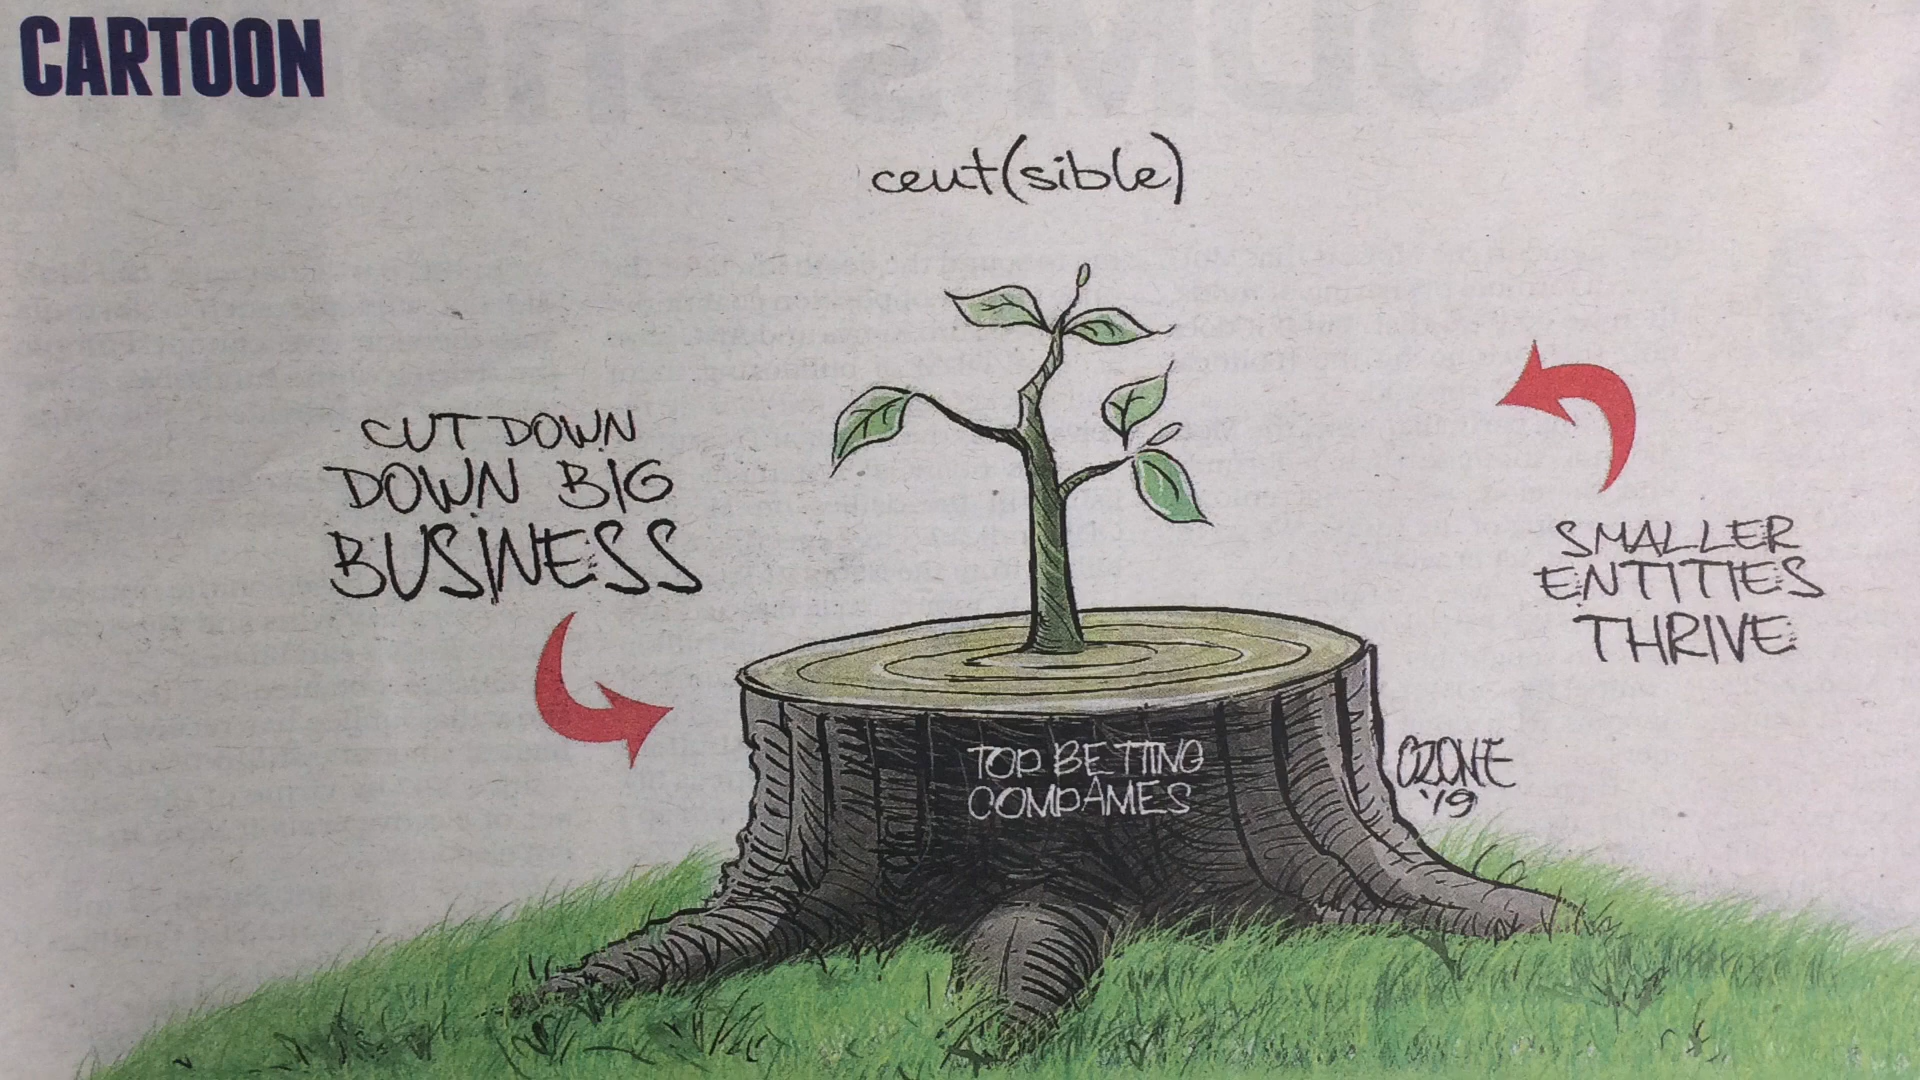 CARTOON
ceut(sible)
CUT DOWN
DOWN BIG
BUSINESS
SMALLER
ENTITIES
THRIVE
TOP BETTING
COMPANIES
OZONE
'19